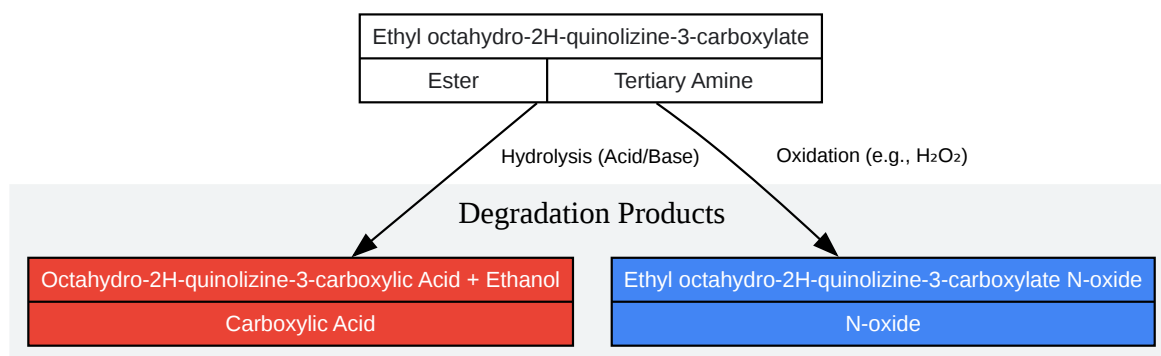 Ethyl octahydro-2H-quinolizine-3-carboxylate
Ester
Tertiary Amine
Hydrolysis (Acid/Base)
Oxidation (e.g., H₂O₂)
Degradation Products
Octahydro-2H-quinolizine-3-carboxylic Acid + Ethanol
Carboxylic Acid
Ethyl octahydro-2H-quinolizine-3-carboxylate N-oxide
N-oxide